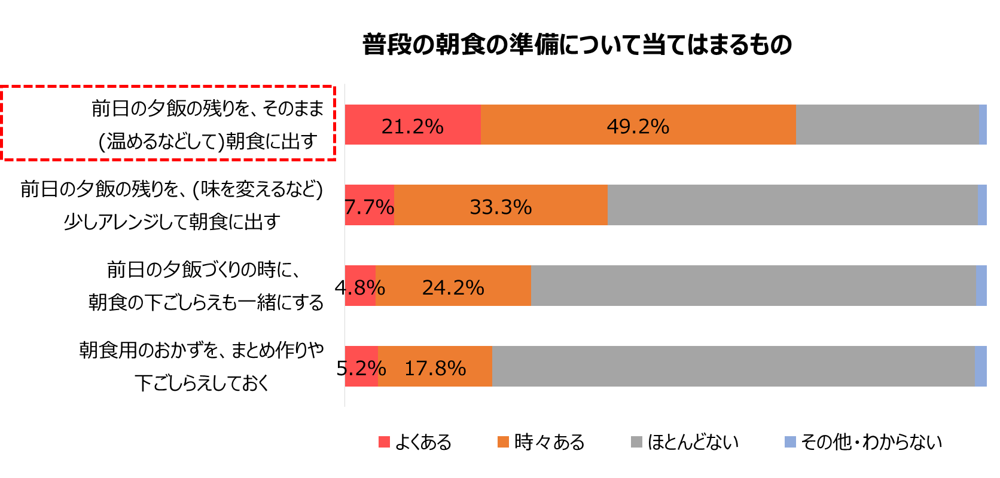 普段の朝食の準備について当てはまるもの
前日の夕飯の残りを、そのまま
(温めるなどして)朝食に出す
21.2%
49.2%
前日の夕飯の残りを、(味を変えるなど)
少しアレンジして朝食に出す
7.7%
33.3%
前日の夕飯づくりの時に、
朝食の下ごしらえも一緒にする
4.8%
24.2%
朝食用のおかずを、まとめ作りや
下ごしらえしておく
5.2%
17.8%
よくある
時々ある
ほとんどない
その他・わからない